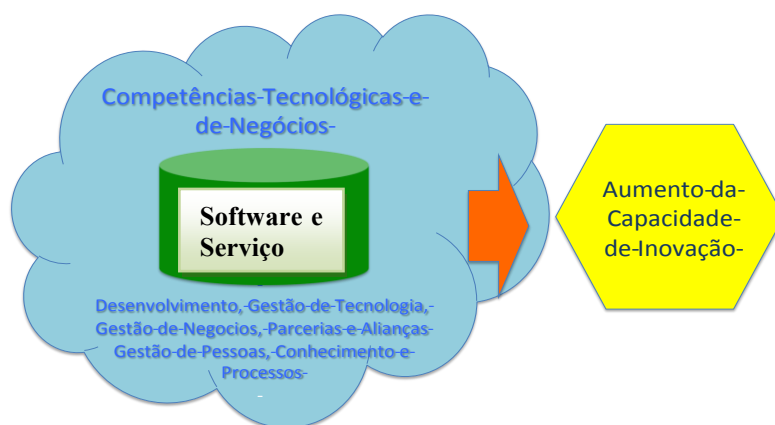 Competências-Tecnológicas-e-
de-Negócios-
Software e
Serviço
Desenvolvimento,-Gestão-de-Tecnologia,-
Gestão-de-Negocios,-Parcerias-e-Alianças-
Gestão-de-Pessoas,-Conhecimento-e-
Processos-
-
Aumento-da-
Capacidade-
de-Inovação-